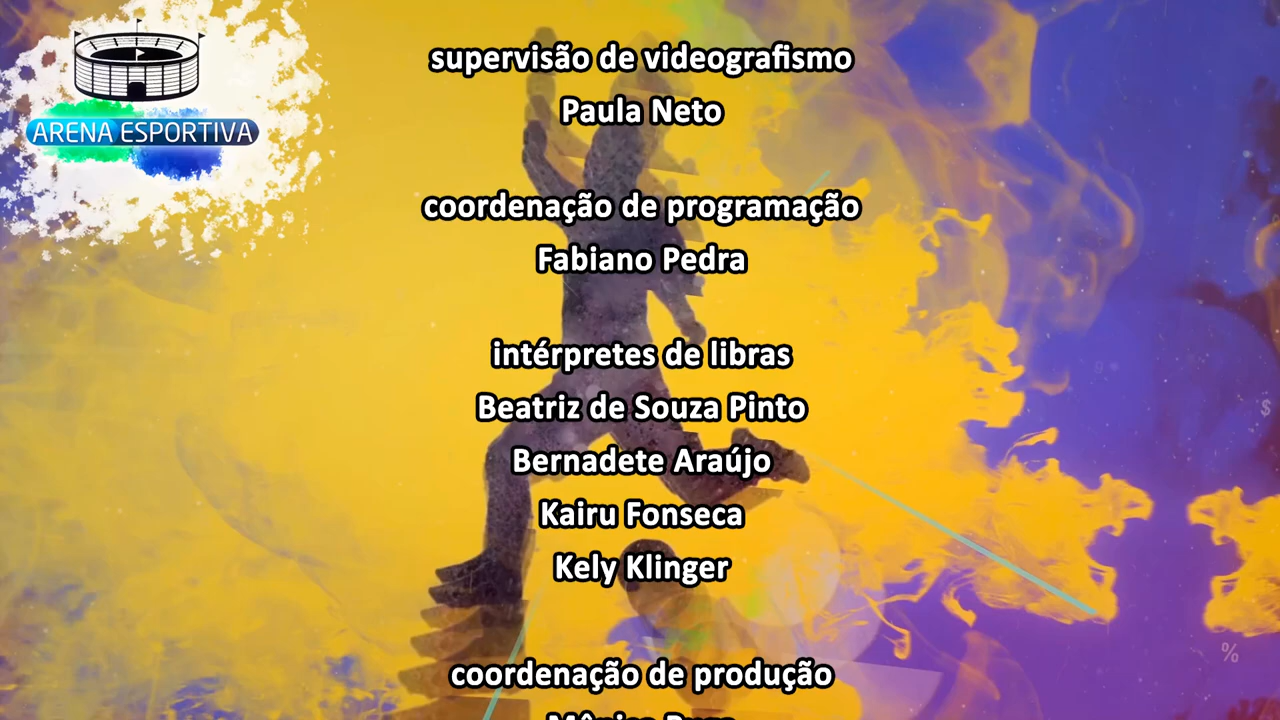 ARENA ESPORTIVA
supervisão de videografismo
Paula Neto
coordenação de programação
Fabiano Pedra
intérpretes de libras
Beatriz de Souza Pinto
Bernadete Araújo
Kairu Fonseca
Kely Klinger
coordenação de produção
Mônica
$
%